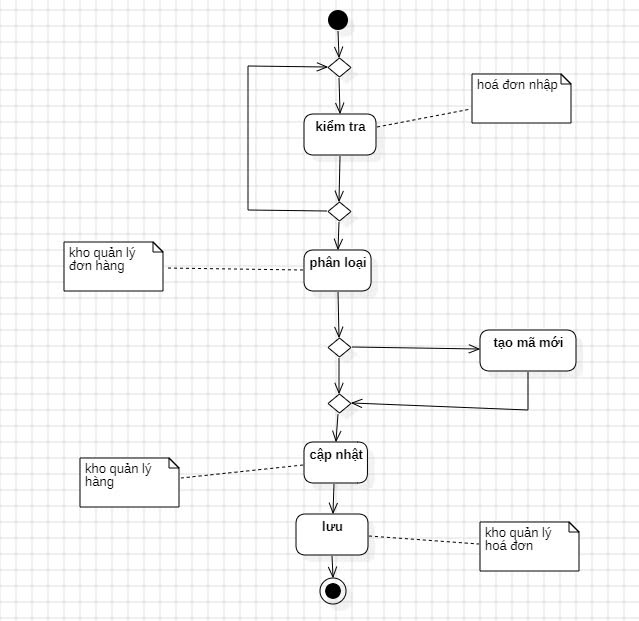 hoá đơn nhập
kiểm tra
kho quản lý
đơn hàng
phân loại
tạo mã mới
cập nhật
kho quản lý
hàng
lưu
kho quản lý
hoá đơn